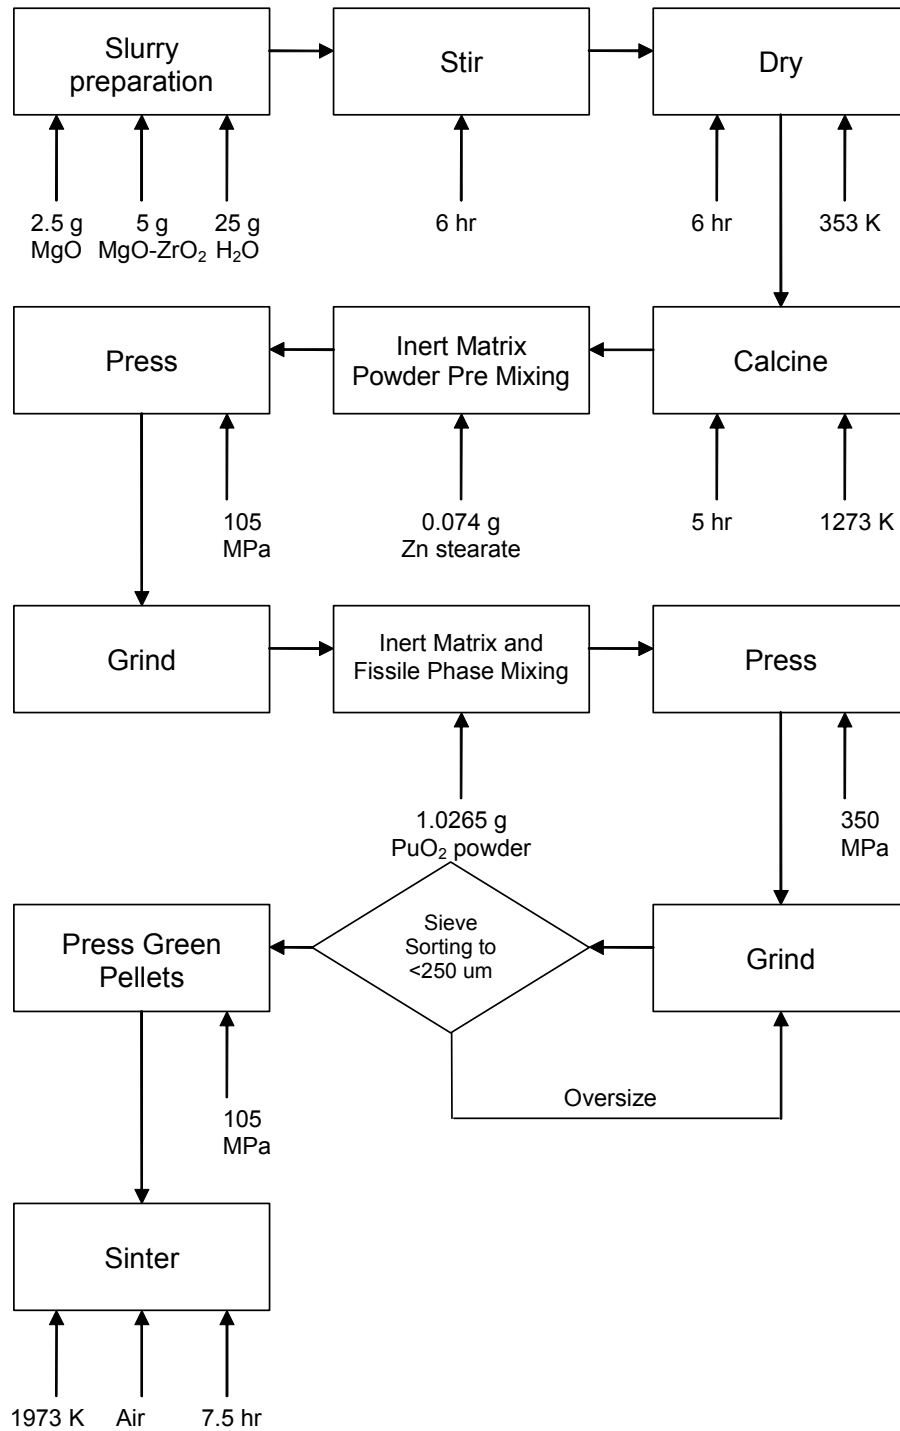 Slurry
preparation
Stir
Dry
2.5 g
MgO
5 g
MgO-ZrO₂
25 g
H₂O
6 hr
6 hr
353 K
Press
Inert Matrix
Powder Pre Mixing
Calcine
105
MPa
0.074 g
Zn stearate
5 hr
1273 K
Grind
Inert Matrix and
Fissile Phase Mixing
Press
1.0265 g
PuO₂ powder
350
MPa
Press Green
Pellets
Sieve
Sorting to
<250 um
Grind
105
MPa
Oversize
Sinter
1973 K
Air
7.5 hr